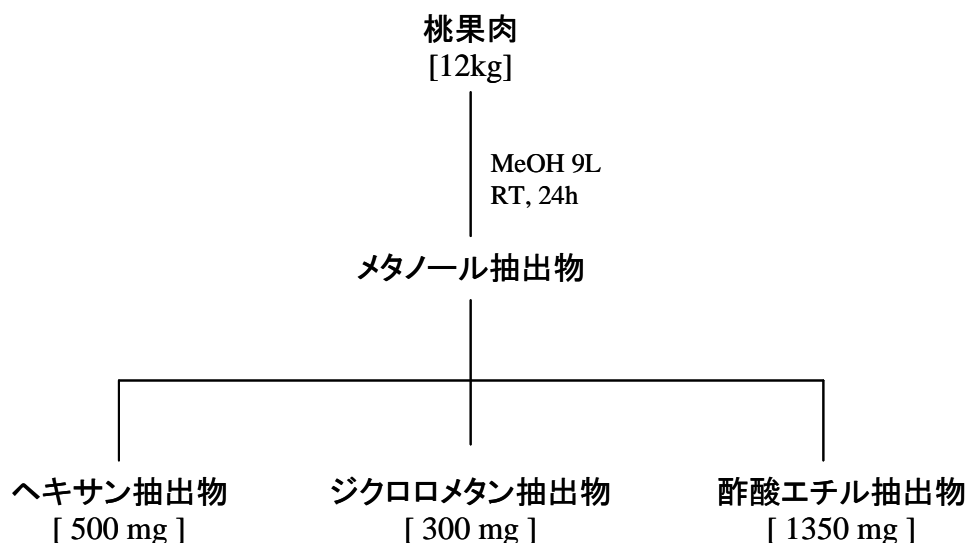 桃果肉
[12kg]
MeOH 9L
RT, 24h
メタノール抽出物
ヘキサン抽出物
[ 500 mg ]
ジクロロメタン抽出物
[ 300 mg ]
酢酸エチル抽出物
[ 1350 mg ]